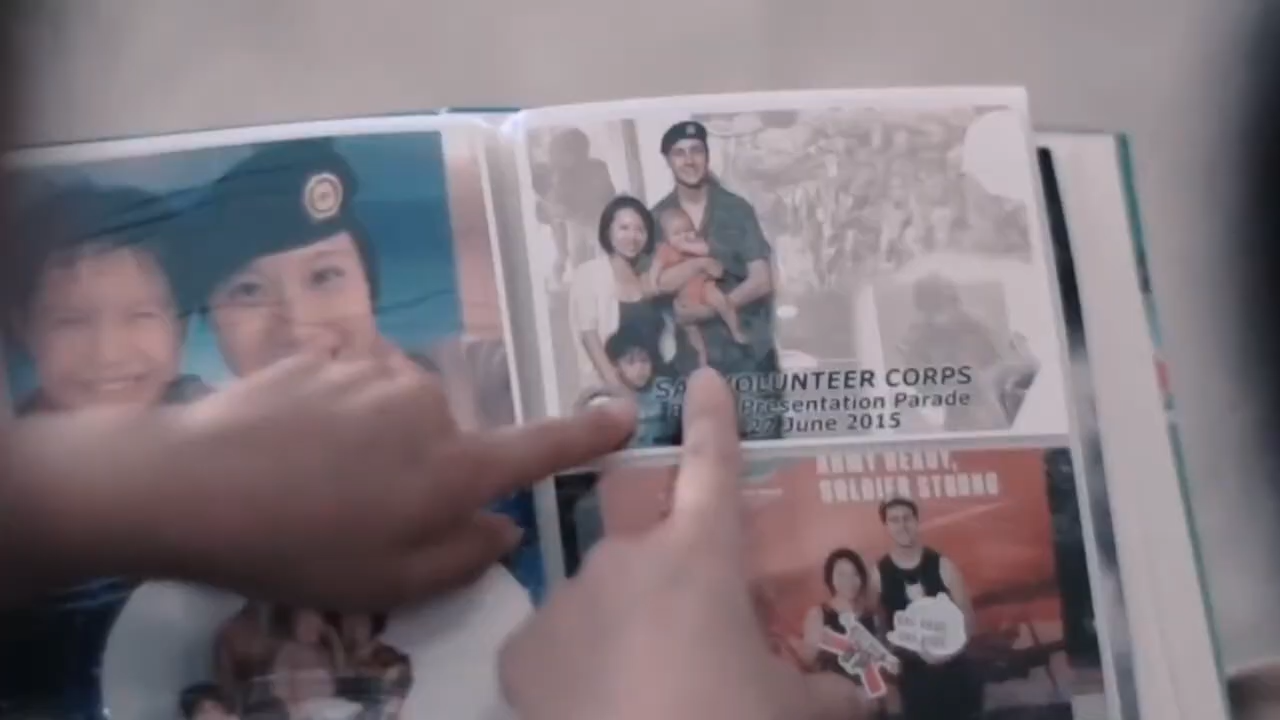 VOLUNTEER CORPS
Presentation Parade
27 June 2015
ARMY READY,
SOLDIER STRONG